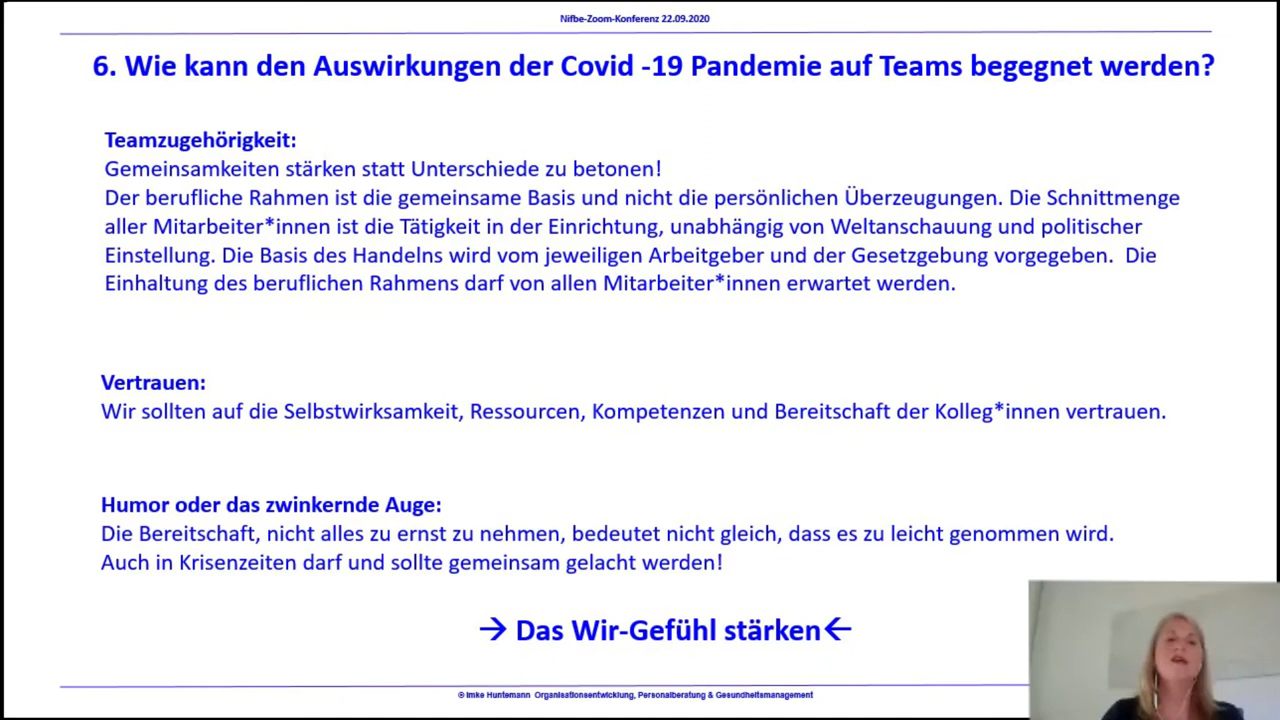 Nifbe-Zoom-Konferenz 22.09.2020
6. Wie kann den Auswirkungen der Covid -19 Pandemie auf Teams begegnet werden?
Teamzugehörigkeit:
Gemeinsamkeiten stärken statt Unterschiede zu betonen!
Der berufliche Rahmen ist die gemeinsame Basis und nicht die persönlichen Überzeugungen. Die Schnittmenge
aller Mitarbeiter*innen ist die Tätigkeit in der Einrichtung, unabhängig von Weltanschauung und politischer
Einstellung. Die Basis des Handelns wird vom jeweiligen Arbeitgeber und der Gesetzgebung vorgegeben.  Die
Einhaltung des beruflichen Rahmens darf von allen Mitarbeiter*innen erwartet werden.
Vertrauen:
Wir sollten auf die Selbstwirksamkeit, Ressourcen, Kompetenzen und Bereitschaft der Kolleg*innen vertrauen.
Humor oder das zwinkernde Auge:
Die Bereitschaft, nicht alles zu ernst zu nehmen, bedeutet nicht gleich, dass es zu leicht genommen wird.
Auch in Krisenzeiten darf und sollte gemeinsam gelacht werden!
→ Das Wir-Gefühl stärken←
© Imke Huntemann  Organisationsentwicklung, Personalberatung & Gesundheitsmanagement